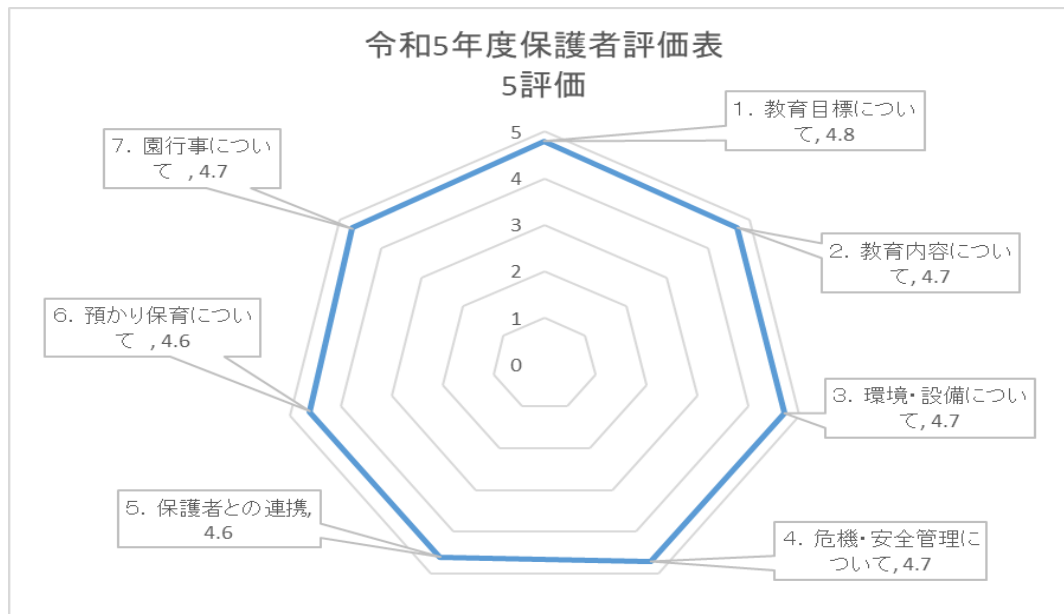 令和5年度保護者評価表
5評価
1. 教育目標につい
て, 4.8
2. 教育内容につい
て, 4.7
3. 環境・設備につい
て, 4.7
4. 危機・安全管理に
ついて, 4.7
5. 保護者との連携,
4.6
6. 預かり保育につい
て , 4.6
7. 園行事につい
て , 4.7
5
4
3
2
1
0